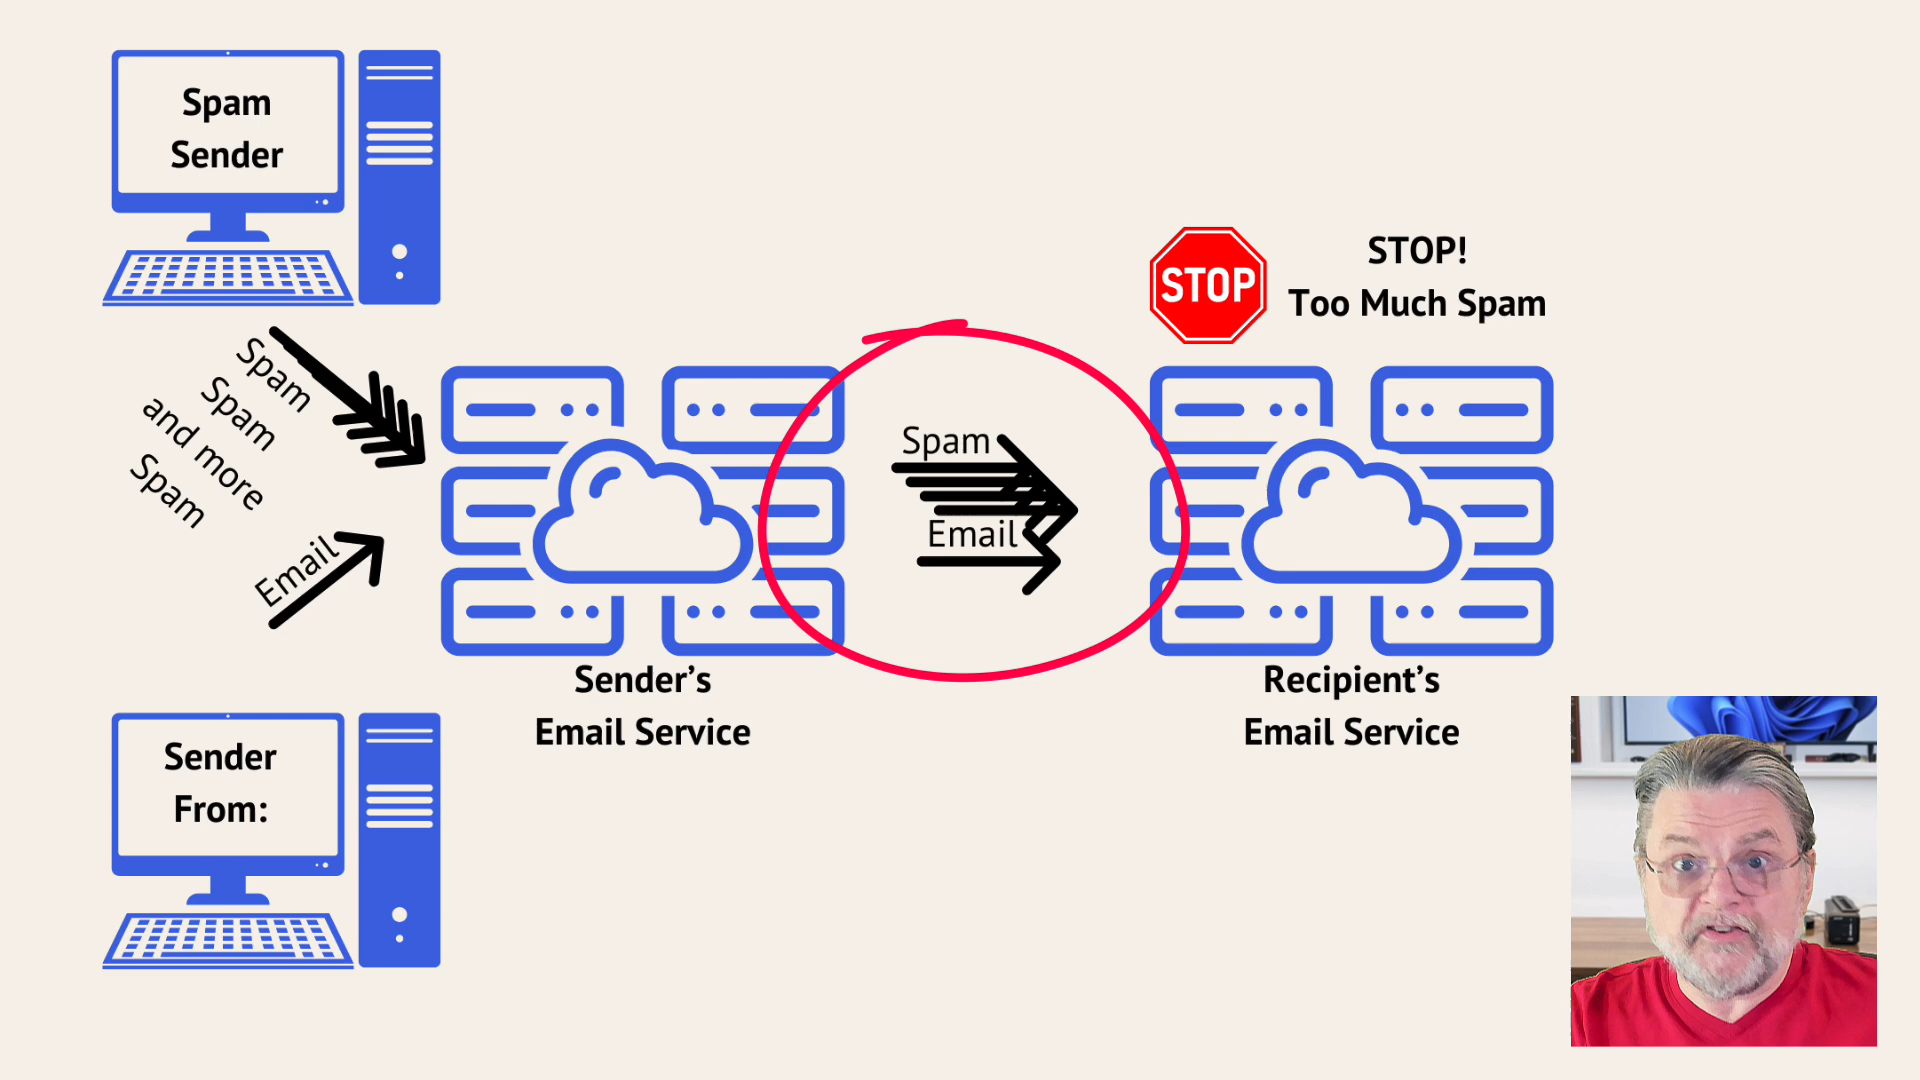 Spam
Sender
STOP
STOP!
Too Much Spam
Spam
Spam
and more
Spam
Email
Spam
Email
Sender’s
Email Service
Recipient’s
Email Service
Sender
From: